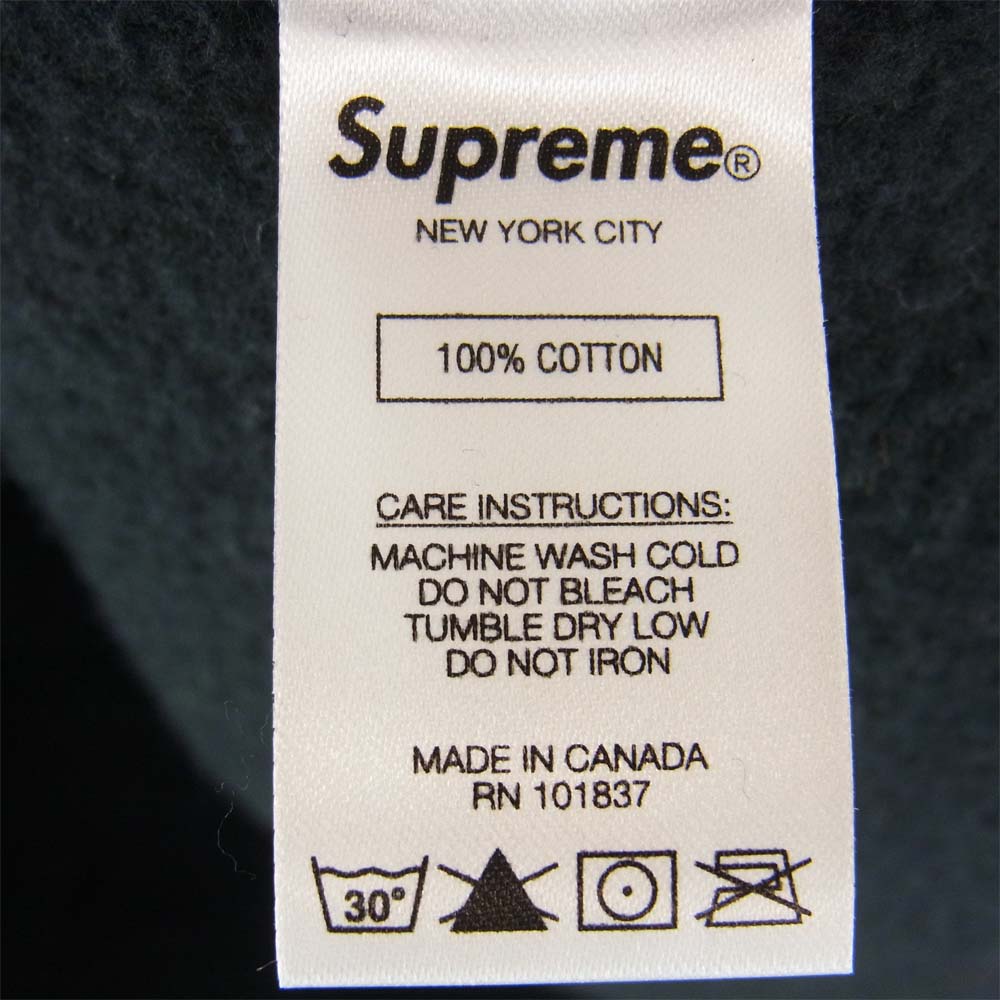 Supreme®
NEW YORK CITY
100% COTTON
CARE INSTRUCTIONS:
MACHINE WASH COLD
DO NOT BLEACH
TUMBLE DRY LOW
DO NOT IRON
MADE IN CANADA
RN 101837
30°